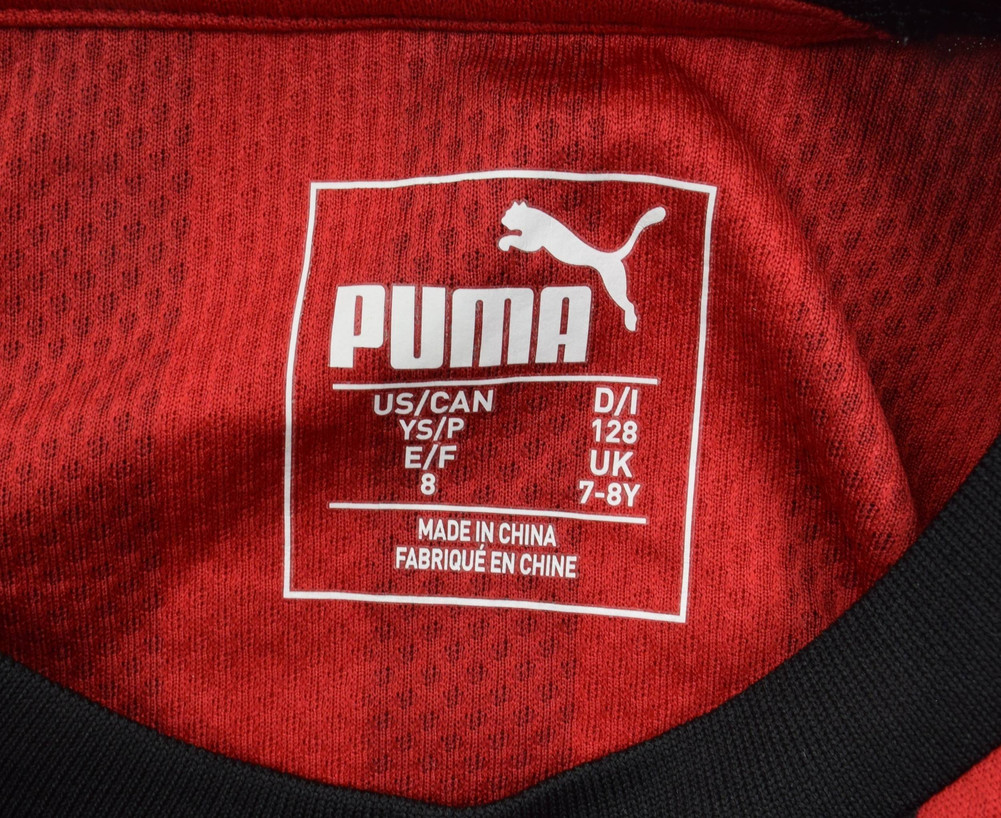 PUMA
US/CAN D/I
YS/P 128
E/F UK
8 7-8Y
MADE IN CHINA
FABRIQUÉ EN CHINE